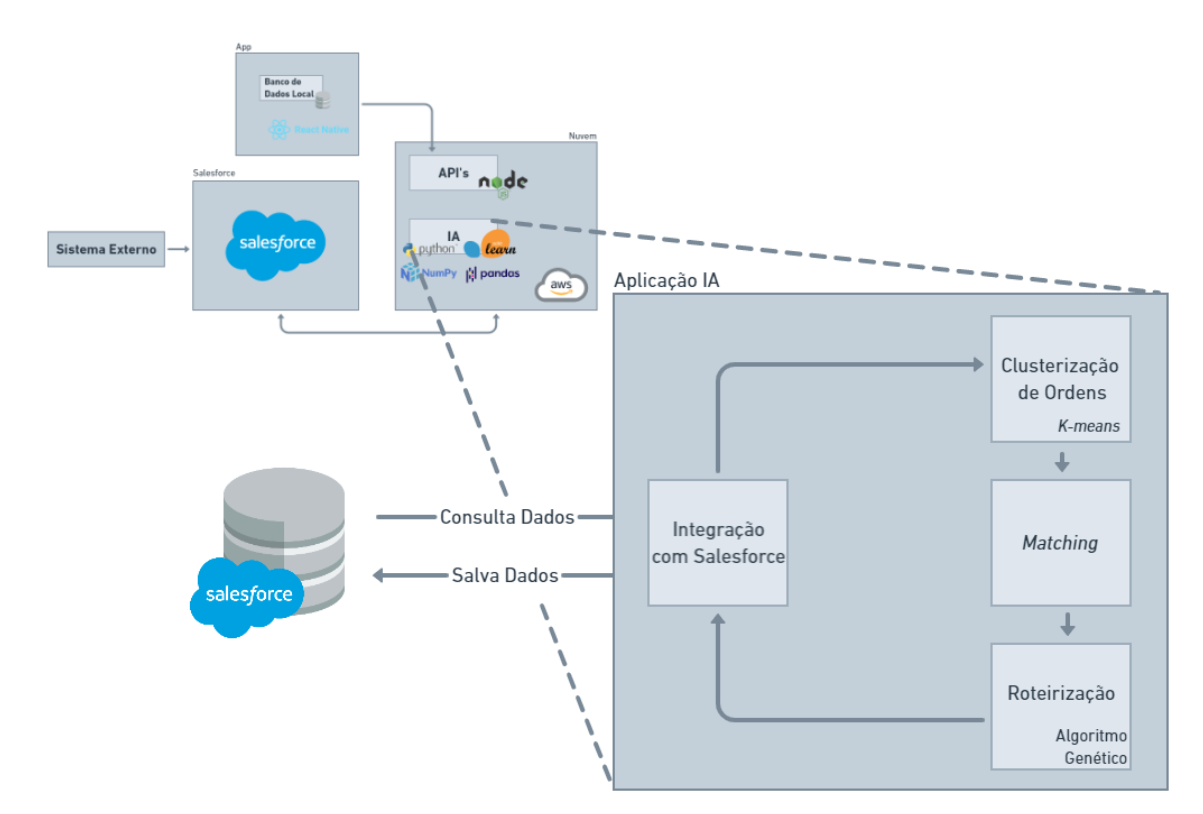 App
Banco de
Dados Local
React Native
Nuvem
API's
node
JS
Salesforce
salesforce
Sistema Externo
IA
python
learn
NumPy
pandas
aws
Aplicação IA
Clusterização
de Ordens
K-means
Consulta Dados
Integração
com Salesforce
Matching
Salva Dados
salesforce
Roteirização
Algoritmo
Genético